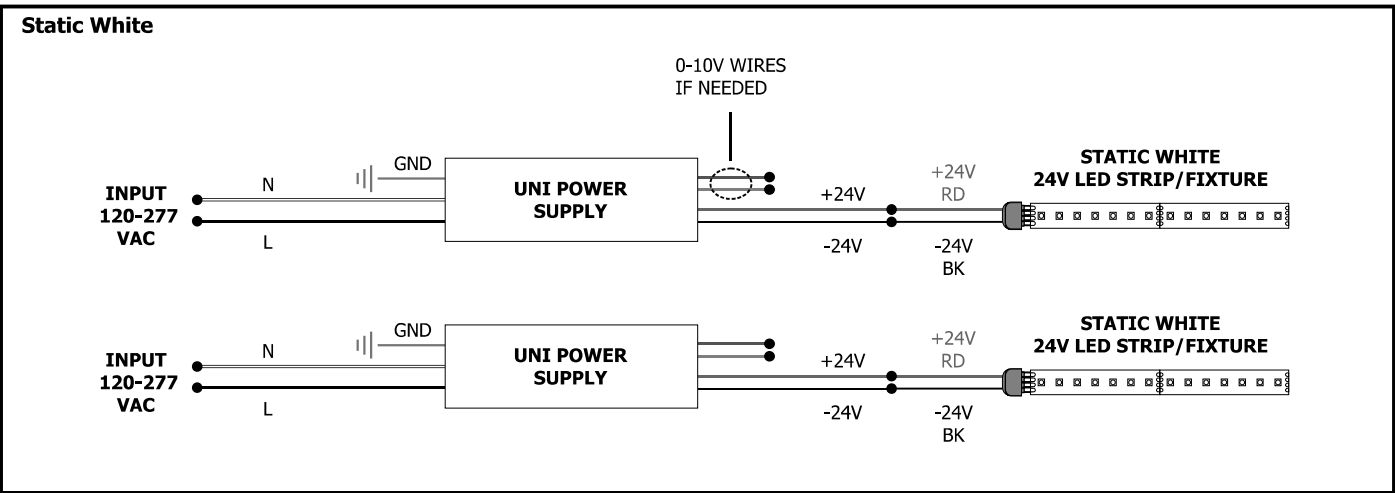 Static White
0-10V WIRES
IF NEEDED
INPUT
120-277
VAC
N
L
GND
UNI POWER
SUPPLY
+24V
-24V
+24V
RD
-24V
BK
STATIC WHITE
24V LED STRIP/FIXTURE
INPUT
120-277
VAC
N
L
GND
UNI POWER
SUPPLY
+24V
-24V
+24V
RD
-24V
BK
STATIC WHITE
24V LED STRIP/FIXTURE